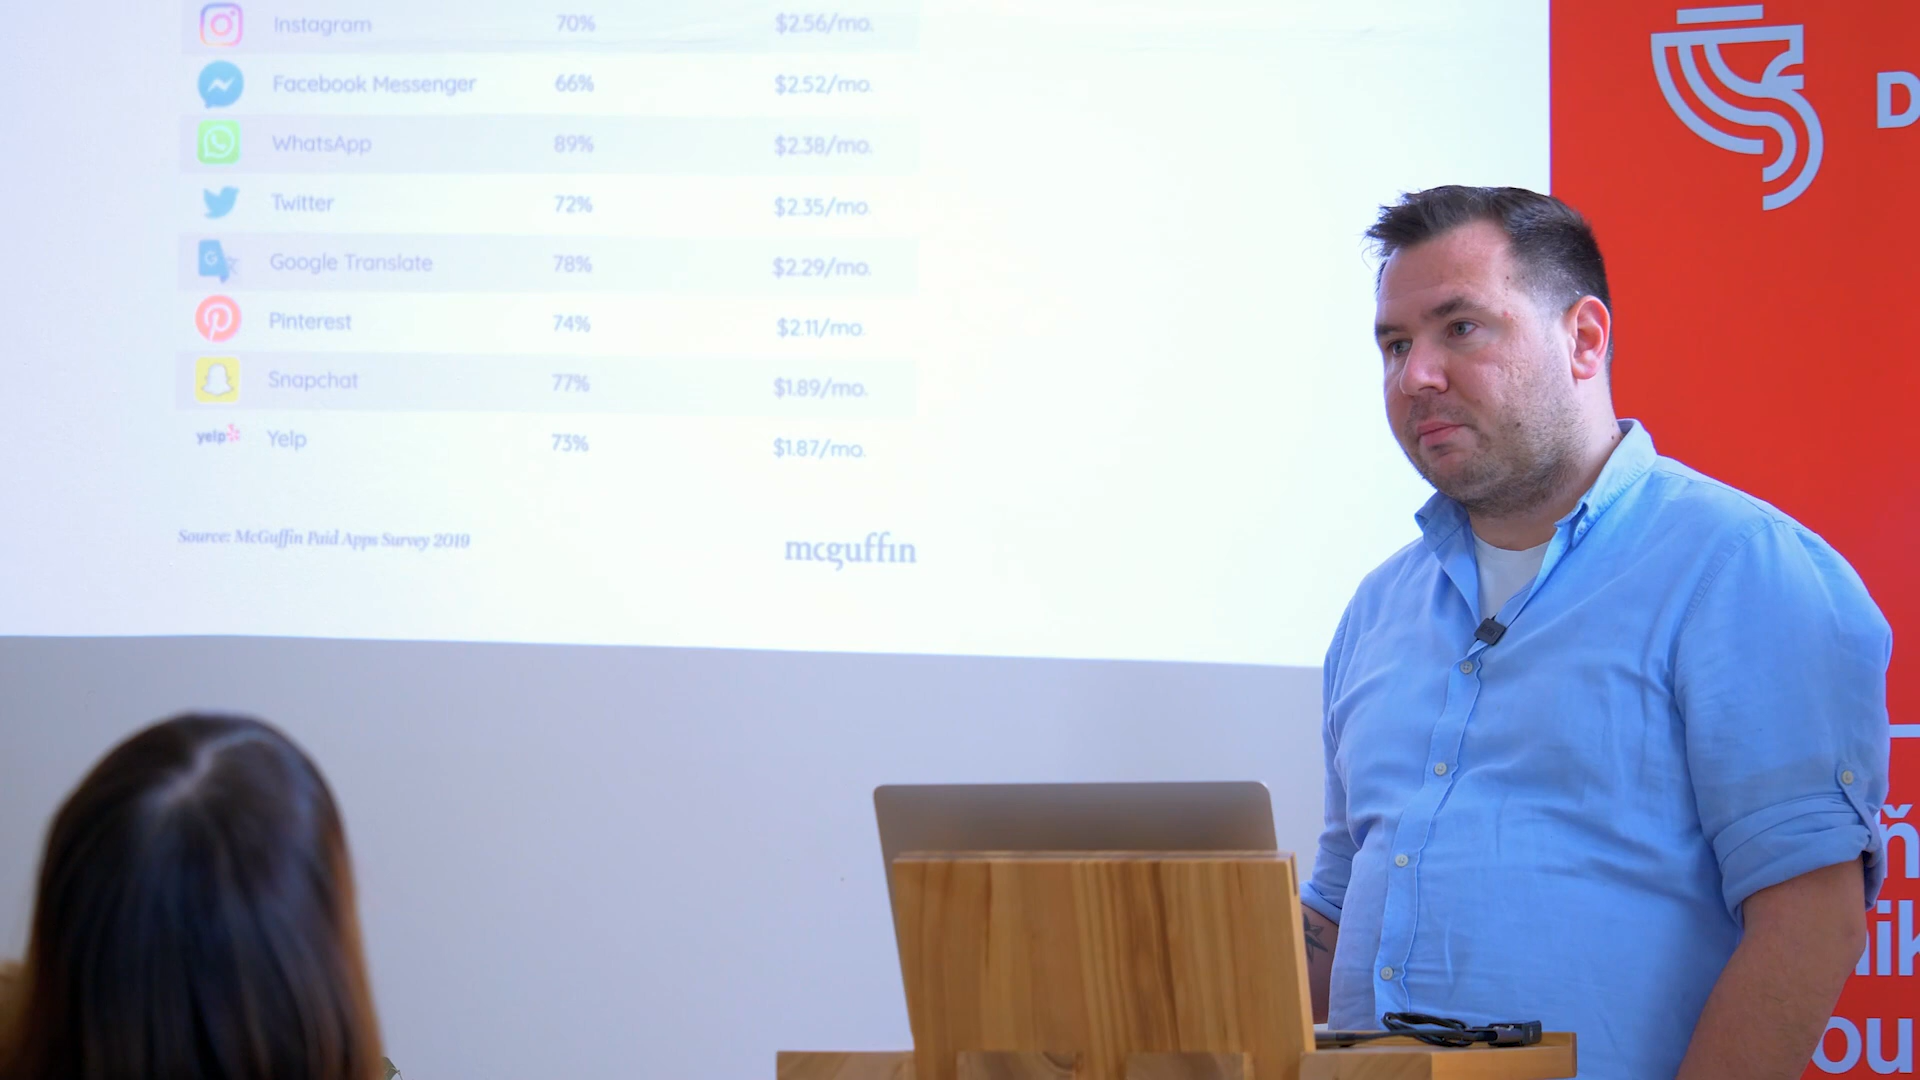 Instagram 70% $2.56/mo.
Facebook Messenger 66% $2.52/mo.
WhatsApp 89% $2.38/mo.
Twitter 72% $2.35/mo.
G Google Translate 78% $2.29/mo.
Pinterest 74% $2.11/mo.
Snapchat 77% $1.89/mo.
yelp Yelp 73% $1.87/mo.
Source: McGuffin Paid Apps Survey 2019
mcguffin
D
ň
nik
ou